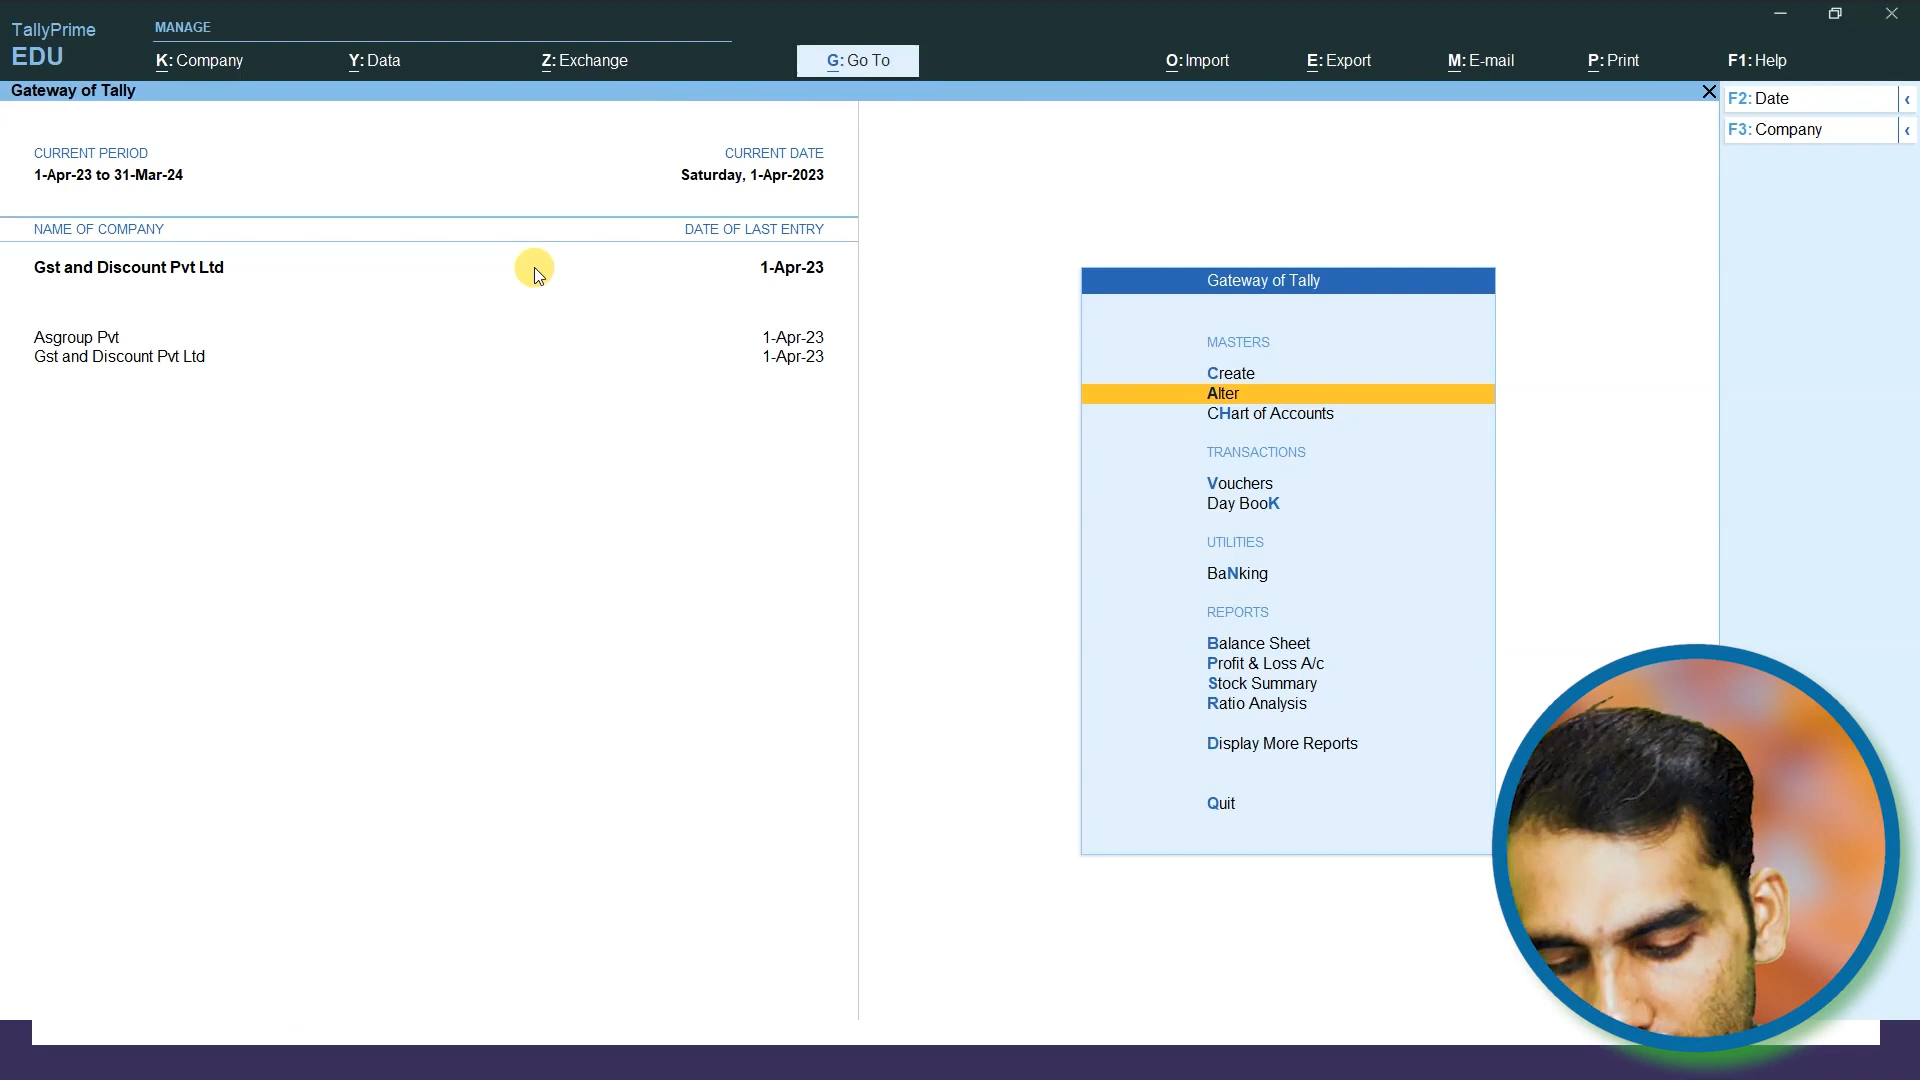 TallyPrime
EDU
MANAGE
K: Company
Y: Data
Z: Exchange
G: Go To
O: Import
E: Export
M: E-mail
P: Print
F1: Help
Gateway of Tally
F2: Date
F3: Company
CURRENT PERIOD
CURRENT DATE
1-Apr-23 to 31-Mar-24
Saturday, 1-Apr-2023
NAME OF COMPANY
DATE OF LAST ENTRY
Gst and Discount Pvt Ltd
1-Apr-23
Asgroup Pvt
1-Apr-23
Gst and Discount Pvt Ltd
1-Apr-23
Gateway of Tally
MASTERS
Create
Alter
CHart of Accounts
TRANSACTIONS
Vouchers
Day BooK
UTILITIES
BaNking
REPORTS
Balance Sheet
Profit & Loss A/c
Stock Summary
Ratio Analysis
Display More Reports
Quit